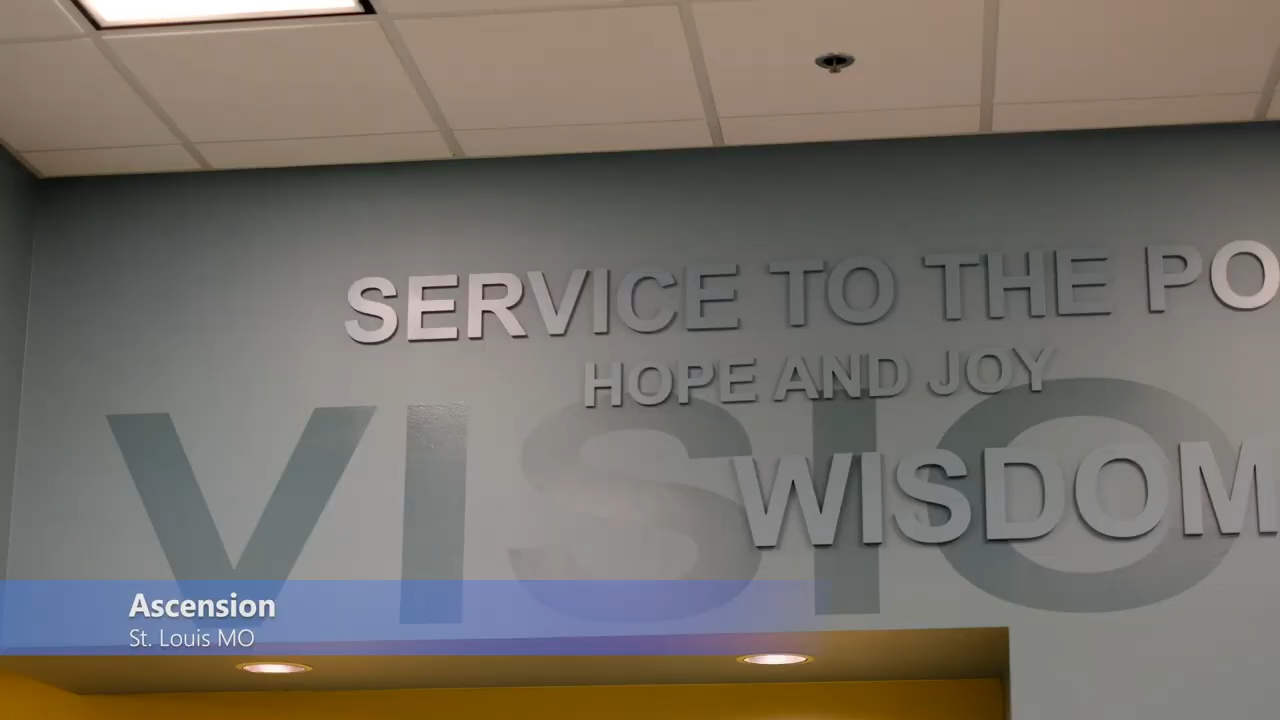 SERVICE TO THE PO
HOPE AND JOY
VISIO
WISDOM
Ascension
St. Louis MO